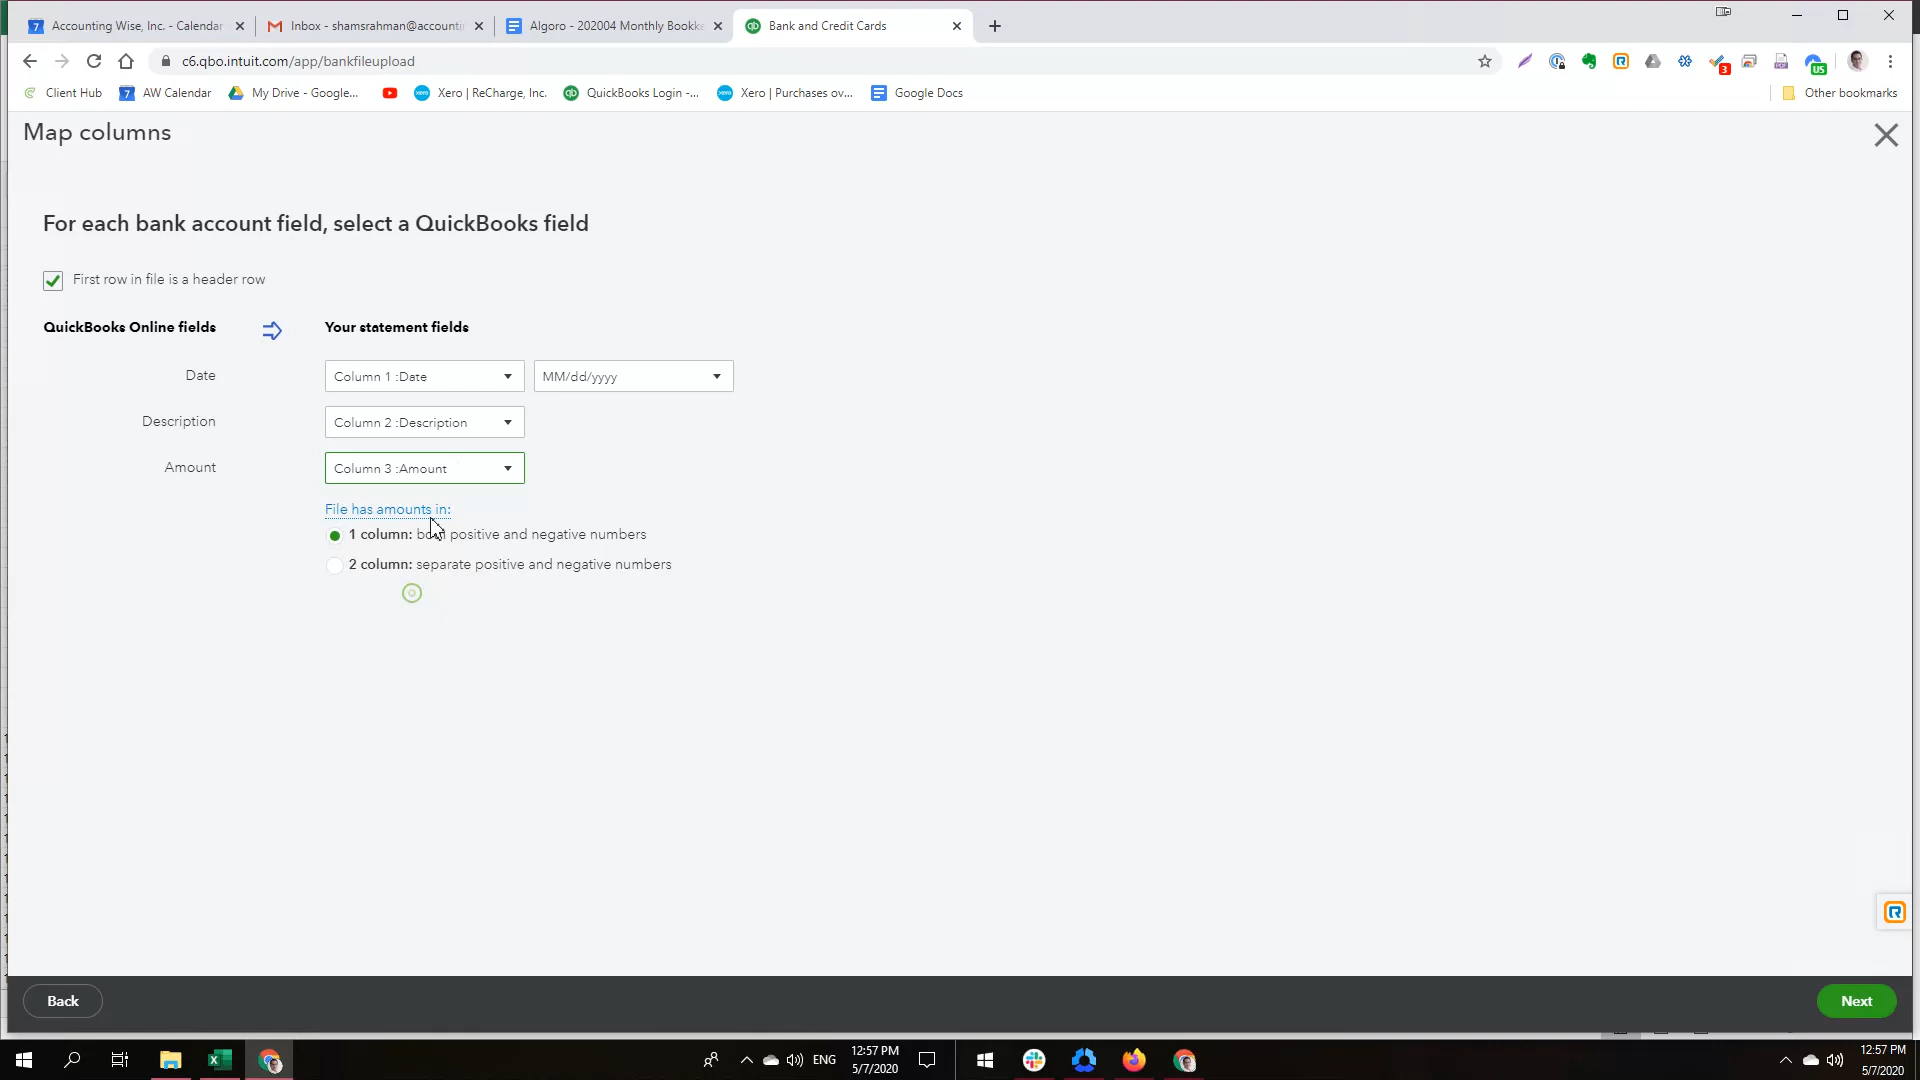 Accounting Wise, Inc. - Calendar
Inbox - shamsrahman@accounti
Algoro - 202004 Monthly Bookke
Bank and Credit Cards
c6.qbo.intuit.com/app/bankfileupload
3
US
Client Hub
7 AW Calendar
My Drive - Google...
Xero | ReCharge, Inc.
QuickBooks Login -...
Xero | Purchases ov...
Google Docs
Other bookmarks
Map columns
For each bank account field, select a QuickBooks field
First row in file is a header row
QuickBooks Online fields
Your statement fields
Date
Column 1 :Date
MM/dd/yyyy
Description
Column 2 :Description
Amount
Column 3 :Amount
File has amounts in:
1 column: both positive and negative numbers
2 column: separate positive and negative numbers
Back
Next
ENG
12:57 PM
5/7/2020
12:57 PM
5/7/2020